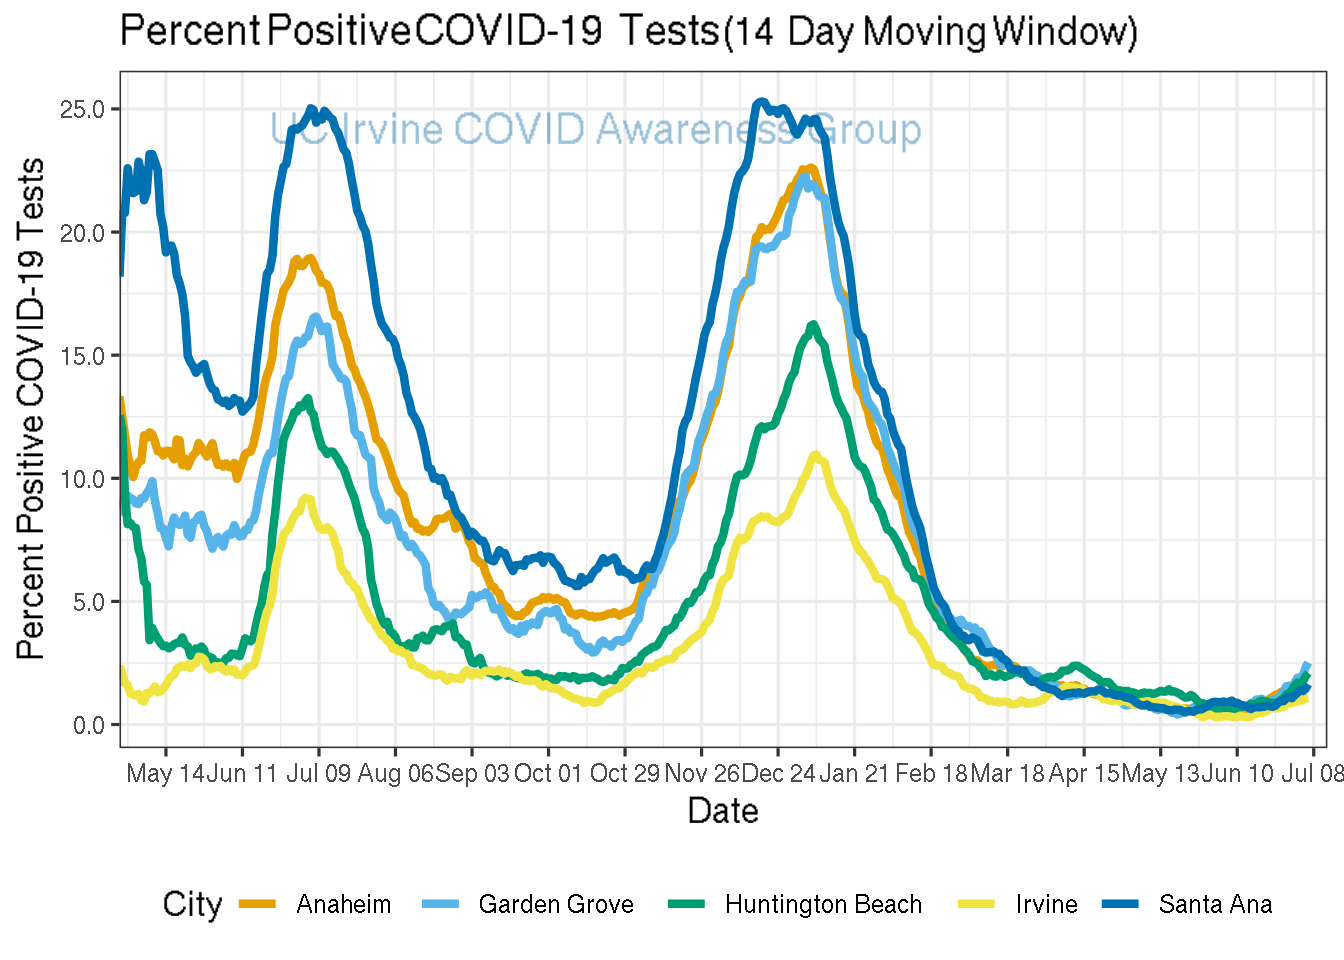 Percent Positive COVID-19 Tests(14 Day Moving Window)
UC Irvine COVID Awareness Group
Percent Positive COVID-19 Tests
25.0
20.0
15.0
10.0
5.0
0.0
May 14 Jun 11 Jul 09 Aug 06 Sep 03 Oct 01 Oct 29 Nov 26 Dec 24 Jan 21 Feb 18 Mar 18 Apr 15 May 13 Jun 10 Jul 08
Date
City Anaheim Garden Grove Huntington Beach Irvine Santa Ana